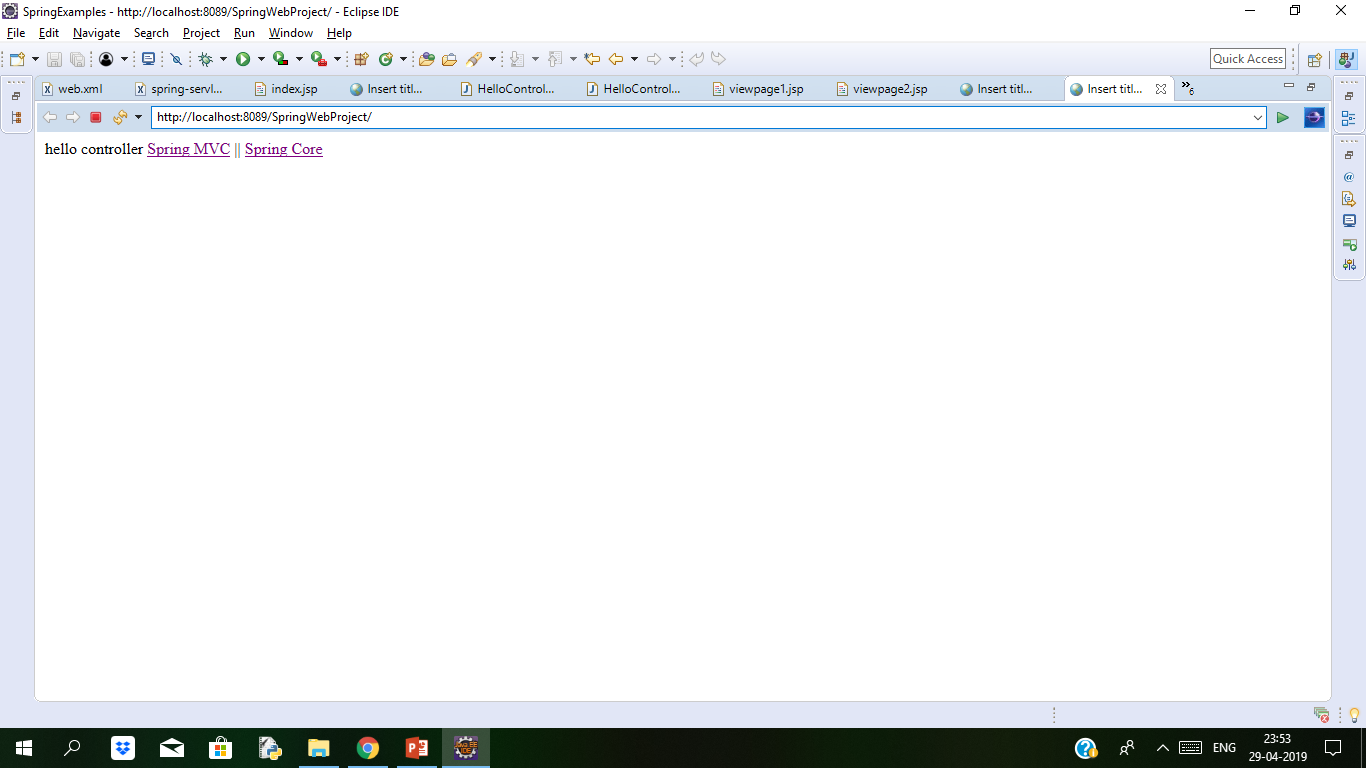 SpringExamples - http://localhost:8089/SpringWebProject/ - Eclipse IDE
File Edit Navigate Search Project Run Window Help
Quick Access
web.xml spring-servl... index.jsp Insert titl... HelloControl... HelloControl... viewpage1.jsp viewpage2.jsp Insert titl... Insert titl... »6
http://localhost:8089/SpringWebProject/
hello controller Spring MVC || Spring Core
ENG
23:53
29-04-2019